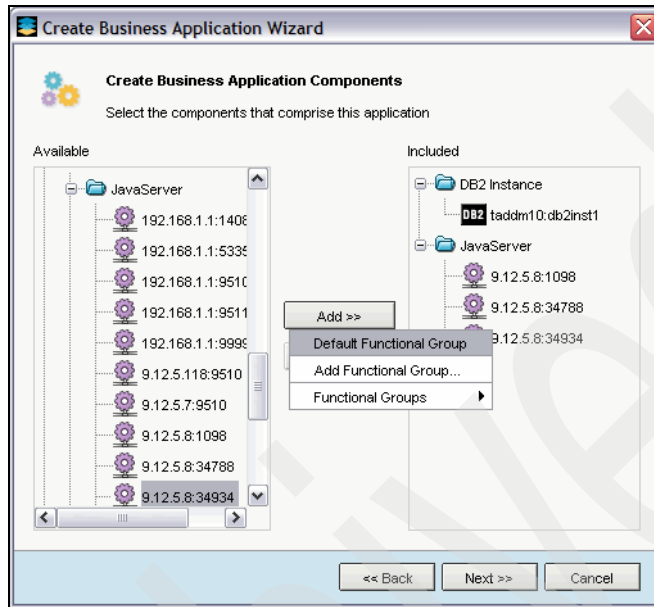 Create Business Application Wizard
Create Business Application Components
Select the components that comprise this application
Available
JavaServer
192.168.1.1:1408
192.168.1.1:5335
192.168.1.1:9510
192.168.1.1:9511
192.168.1.1:9999
9.12.5.118:9510
9.12.5.7:9510
9.12.5.8:1098
9.12.5.8:34788
9.12.5.8:34934
Add >>
Default Functional Group
Add Functional Group...
Functional Groups
Included
DB2 Instance
DB2 taddm10:db2inst1
JavaServer
9.12.5.8:1098
9.12.5.8:34788
9.12.5.8:34934
<< Back
Next >>
Cancel